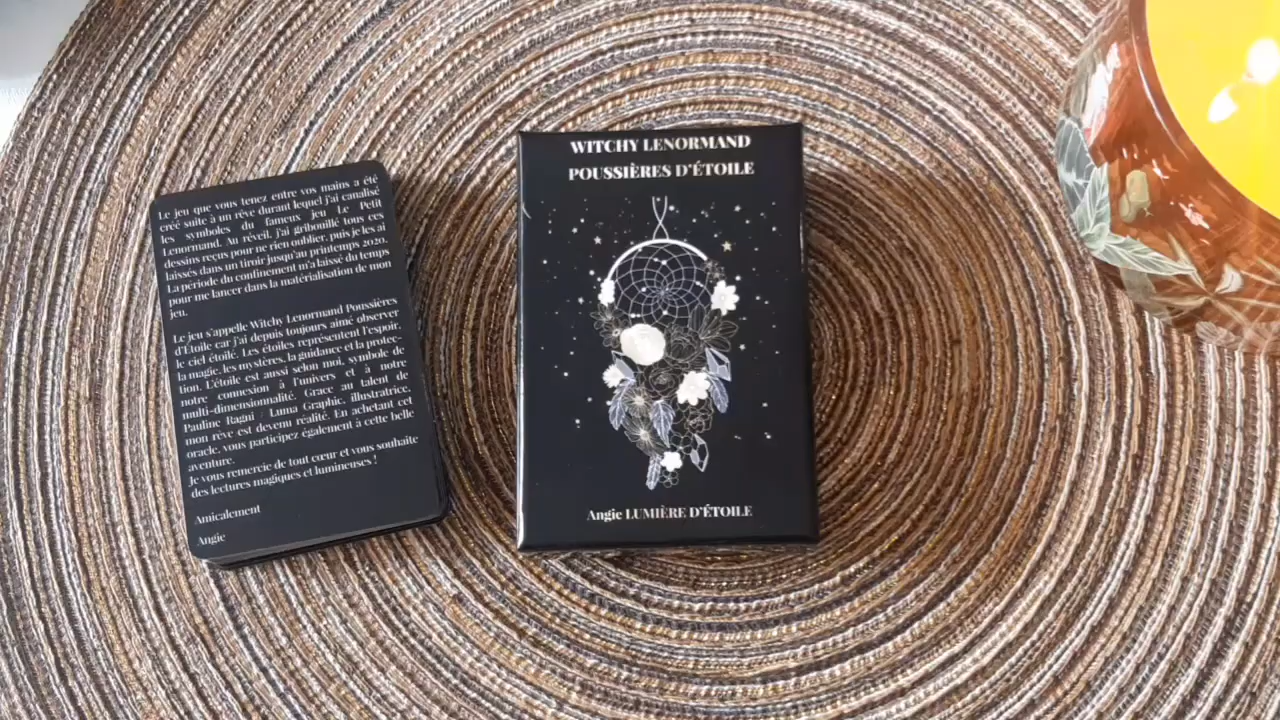 Le jeu que vous tenez entre vos mains a été
créé suite à un rêve durant lequel j'ai canalisé
les symboles du fameux jeu Le Petit
Lenormand. Au réveil, j'ai gribouillé tous ces
dessins reçus pour ne rien oublier, puis je les ai
laissés dans un tiroir jusqu'au printemps 2020.
La période du confinement m'a laissé du temps
pour me lancer dans la matérialisation de mon
jeu.
Le jeu s'appelle Witchy Lenormand Poussières
d'Étoile car j'ai depuis toujours aimé observer
le ciel étoilé. Les étoiles représentent l'espoir,
la magie, les mystères, la guidance et la protec-
tion. L'étoile est aussi selon moi, symbole de
notre connexion à l'univers et à notre
multi-dimensionnalité. Grace au talent de
Pauline Ragni : Luma Graphic, illustratrice,
mon rêve est devenu réalité. En achetant cet
oracle, vous participez également à cette belle
aventure.
Je vous remercie de tout cœur et vous souhaite
des lectures magiques et lumineuses !
Amicalement
Angie
WITCHY LENORMAND
POUSSIÈRES D'ÉTOILE
Angie LUMIÈRE D'ÉTOILE